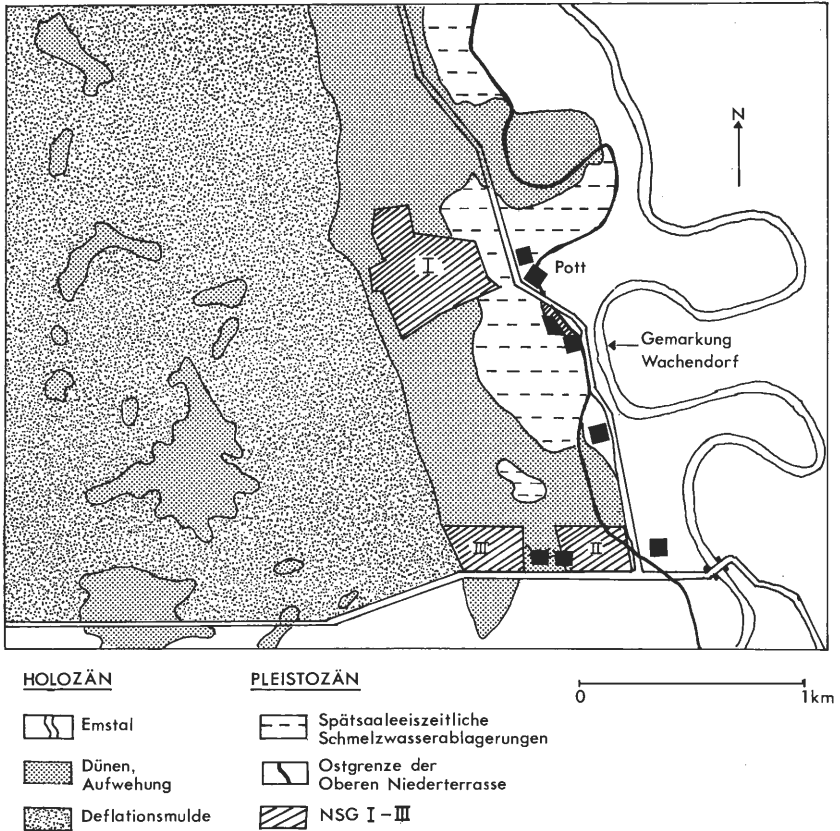 N
I
Pott
Gemarkung
Wachendorf
III
II
HOLOZÄN
Emstal
Dünen,
Aufwehung
Deflationsmulde
PLEISTOZÄN
Spätsaaleeiszeitliche
Schmelzwasserablagerungen
Ostgrenze der
Oberen Niederterrasse
NSG I-III
0
1km